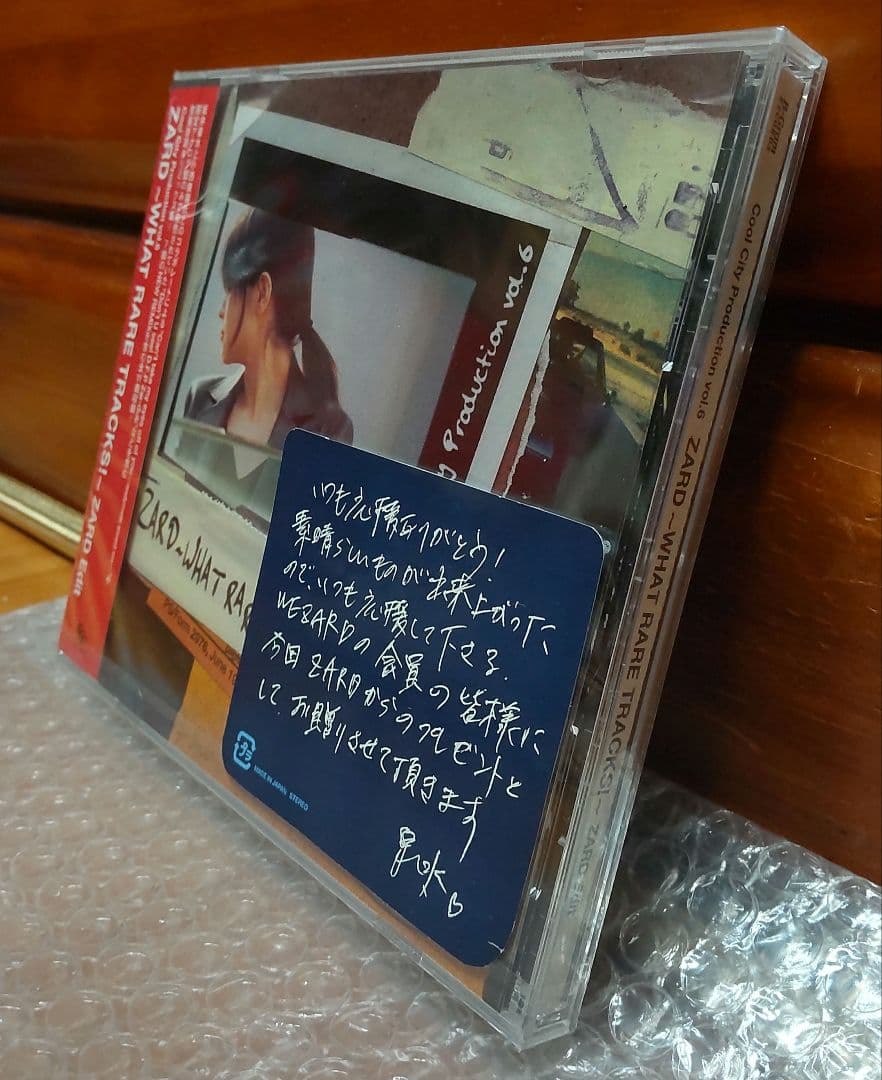 ZARD ~WHAT RARE TRACKS!~ ZARD Edit
Production vol.6
ZARD~WHAT RAR
いつも応援ありがとう!
素晴らしいものが出来上がった
ので、いつも応援して下さる
WEZARDの会員の皆様に
今回 ZARDからのプレゼントと
して、お贈りさせて頂きます
泉水
プラ
MADE IN JAPAN STEREO
Cool City Production vol.6 ZARD ~WHAT RARE TRACKS!~ ZARD Edit